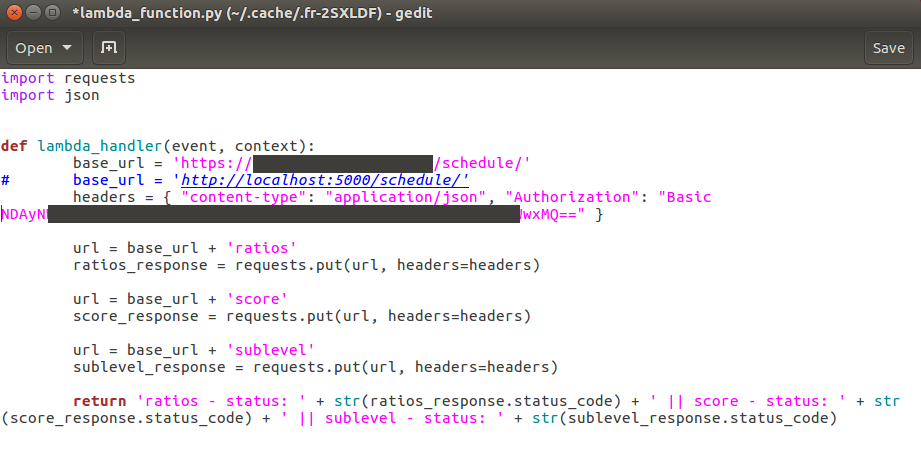 *lambda_function.py (~/.cache/.fr-2SXLDF) - gedit
Open
Save
import requests
import json
def lambda_handler(event, context):
base_url = 'https:// /schedule/'
# base_url = 'http://localhost:5000/schedule/'
headers = { "content-type": "application/json", "Authorization": "Basic
NDAyN wxMQ==" }
url = base_url + 'ratios'
ratios_response = requests.put(url, headers=headers)
url = base_url + 'score'
score_response = requests.put(url, headers=headers)
url = base_url + 'sublevel'
sublevel_response = requests.put(url, headers=headers)
return 'ratios - status: ' + str(ratios_response.status_code) + ' || score - status: ' + str
(score_response.status_code) + ' || sublevel - status: ' + str(sublevel_response.status_code)